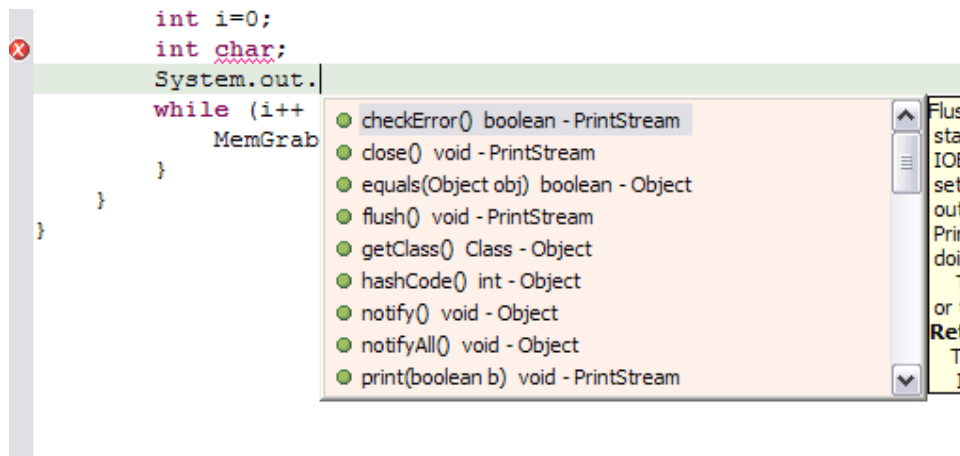 int i=0;
int char;
System.out.
while (i++
MemGrab
}
}
}
checkError() boolean - PrintStream
close() void - PrintStream
equals(Object obj) boolean - Object
flush() void - PrintStream
getClass() Class - Object
hashCode() int - Object
notify() void - Object
notifyAll() void - Object
print(boolean b) void - PrintStream
or